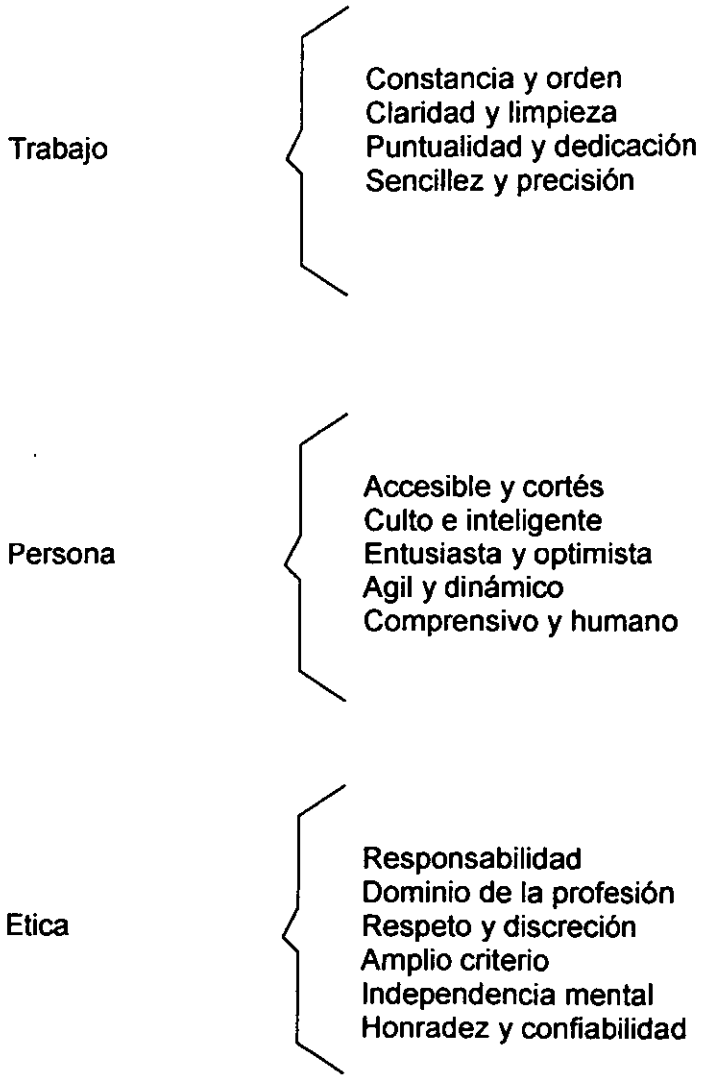 Trabajo
Constancia y orden
Claridad y limpieza
Puntualidad y dedicación
Sencillez y precisión
Persona
Accesible y cortés
Culto e inteligente
Entusiasta y optimista
Agil y dinámico
Comprensivo y humano
Etica
Responsabilidad
Dominio de la profesión
Respeto y discreción
Amplio criterio
Independencia mental
Honradez y confiabilidad